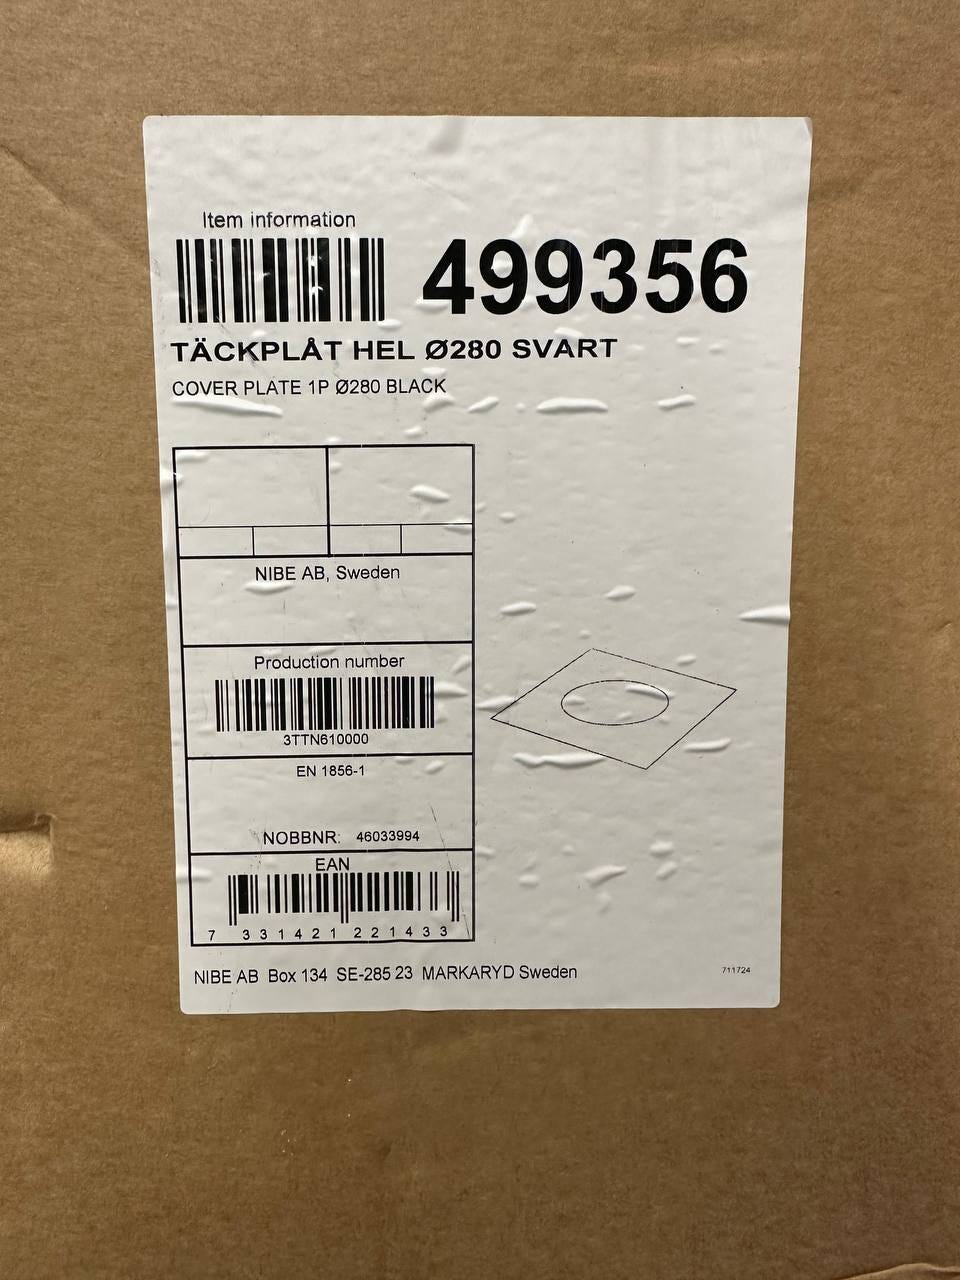 Item information
499356
TÄCKPLÅT HEL Ø280 SVART
COVER PLATE 1P Ø280 BLACK
NIBE AB, Sweden
Production number
3TTN610000
EN 1856-1
NOBBNR: 46033994
EAN
7 331421 221433
NIBE AB Box 134 SE-285 23 MARKARYD Sweden
711724